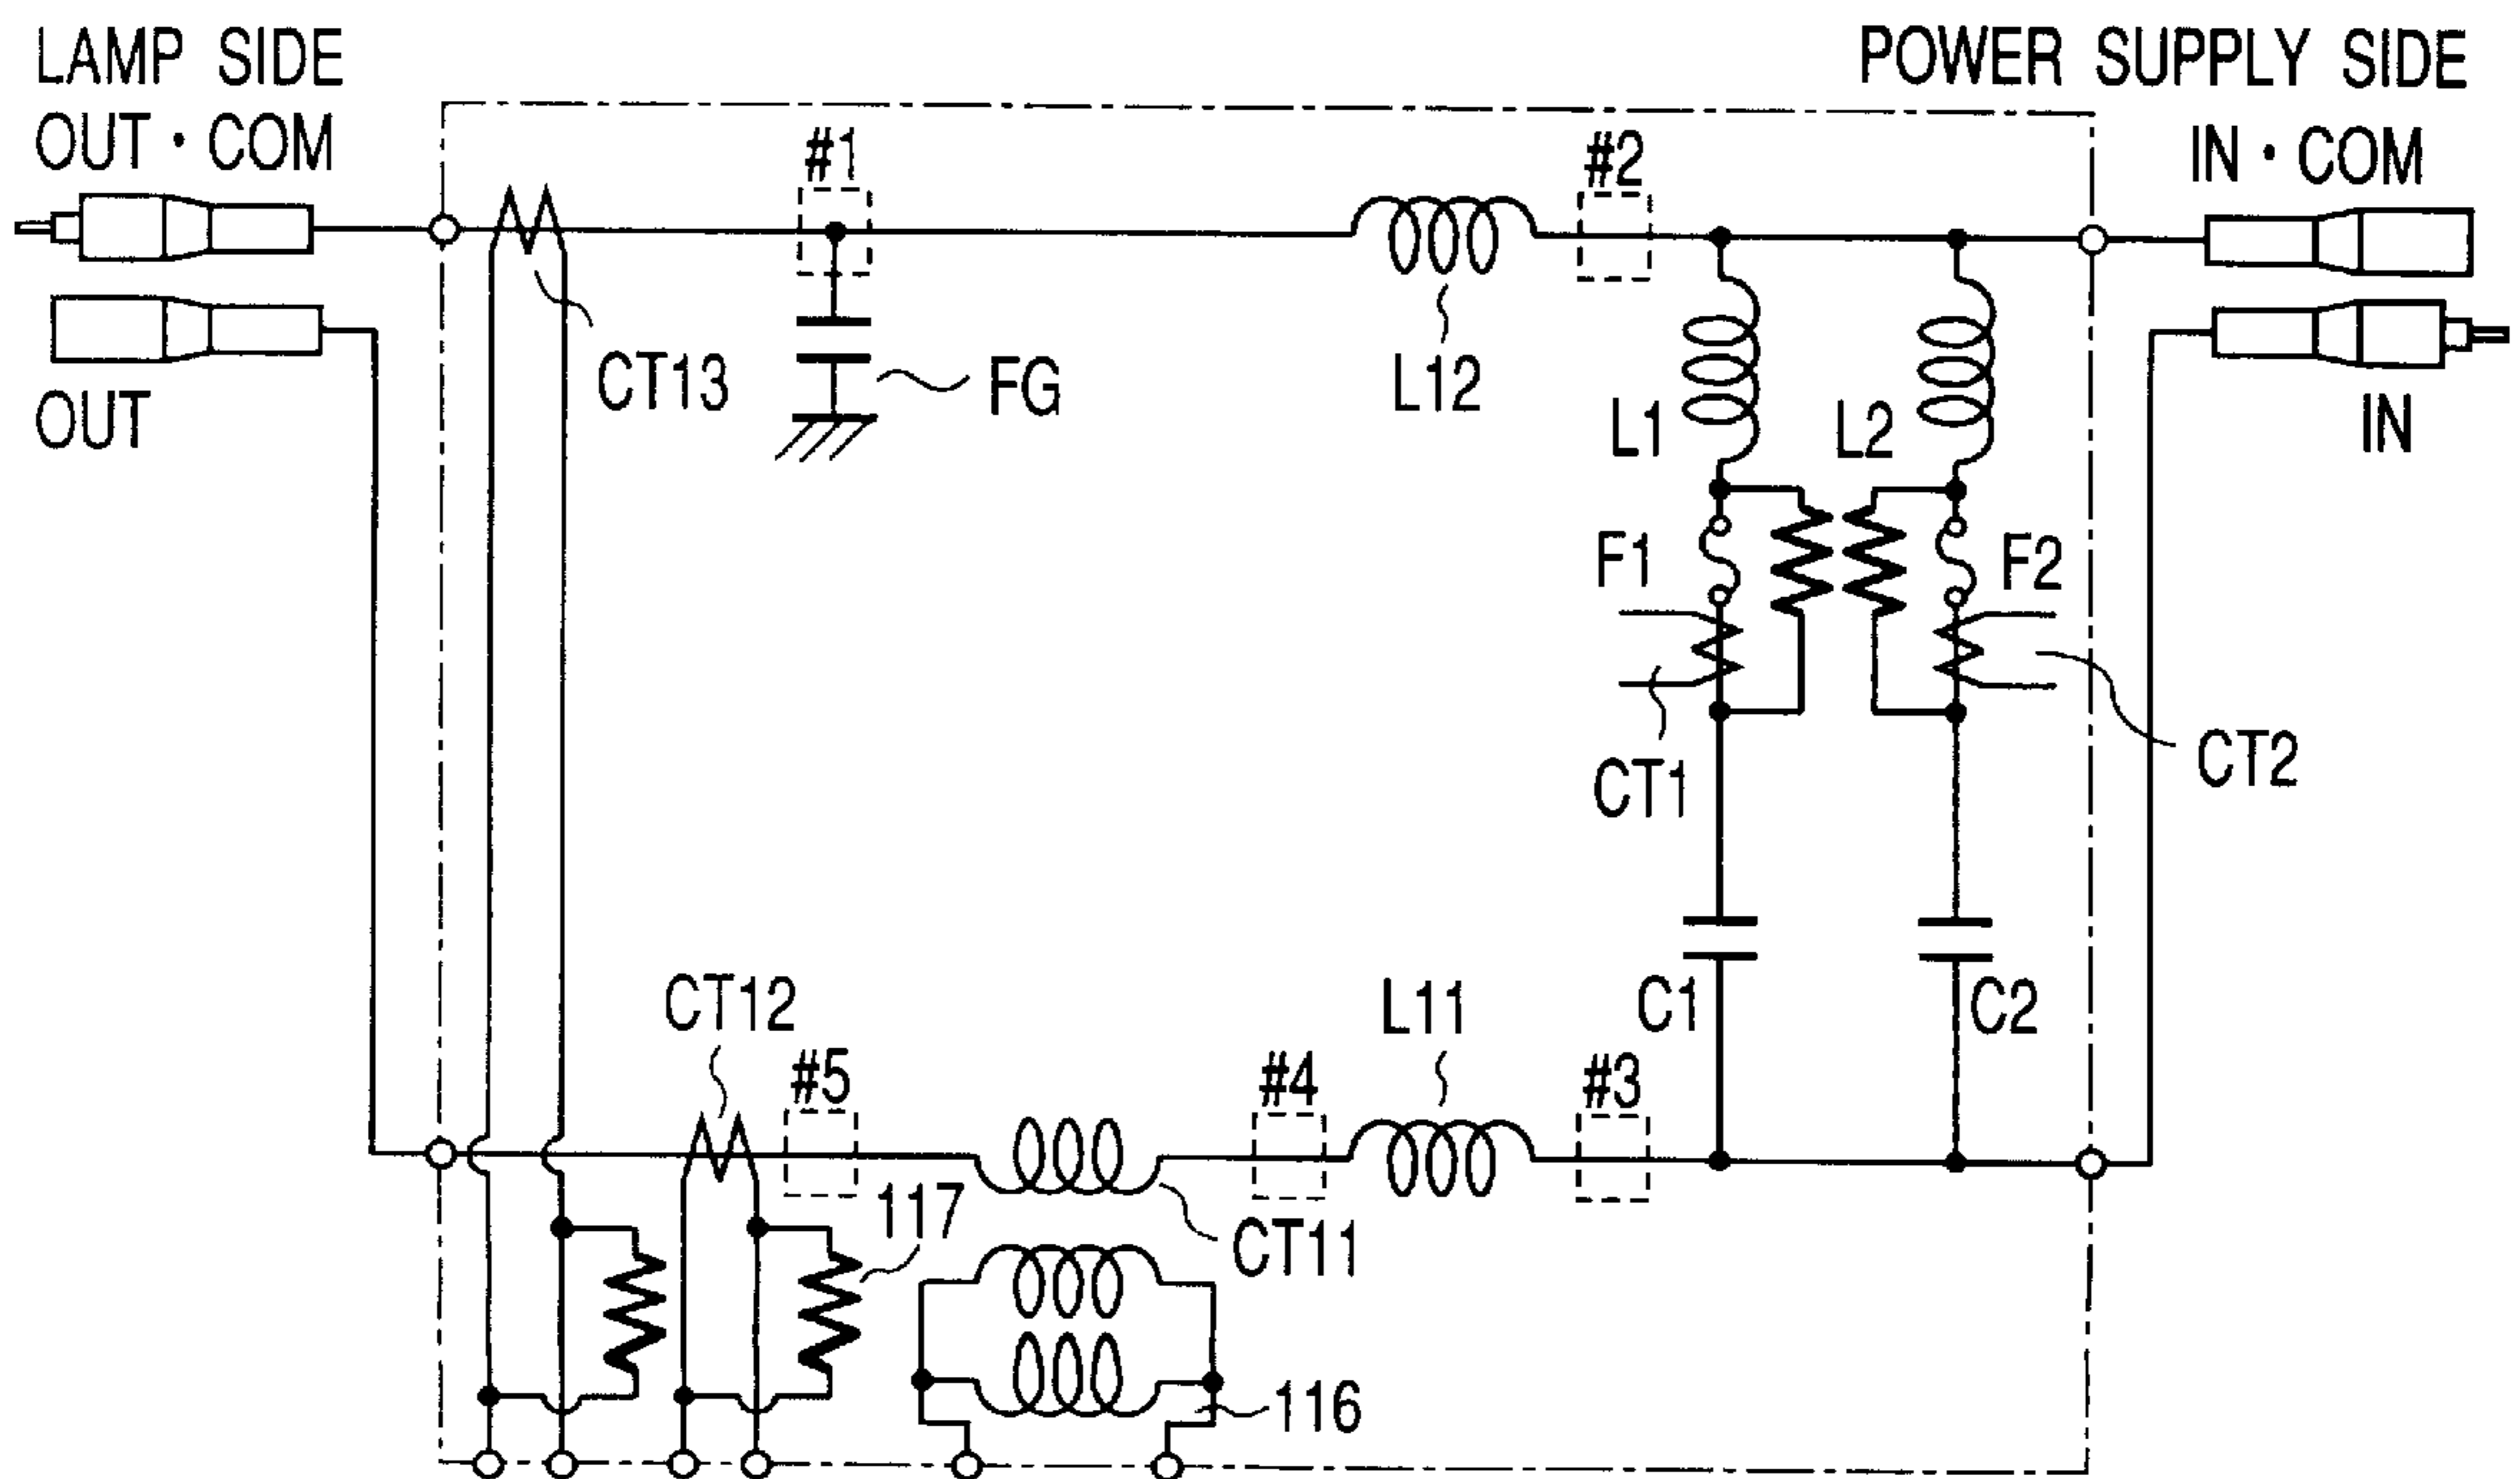 LAMP SIDE
POWER SUPPLY SIDE
OUT・COM
#1
#2
IN・COM
CT13
FG
L12
OUT
L1
L2
IN
F1
F2
CT1
CT2
CT12
L11
C1
C2
#5
#4
#3
117
CT11
116